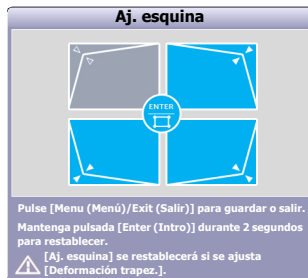 Aj. esquina
ENTER
Pulse [Menu (Menú)/Exit (Salir)] para guardar o salir.
Mantenga pulsada [Enter (Intro)] durante 2 segundos
para restablecer.
[Aj. esquina] se restablecerá si se ajusta
[Deformación trapez.].